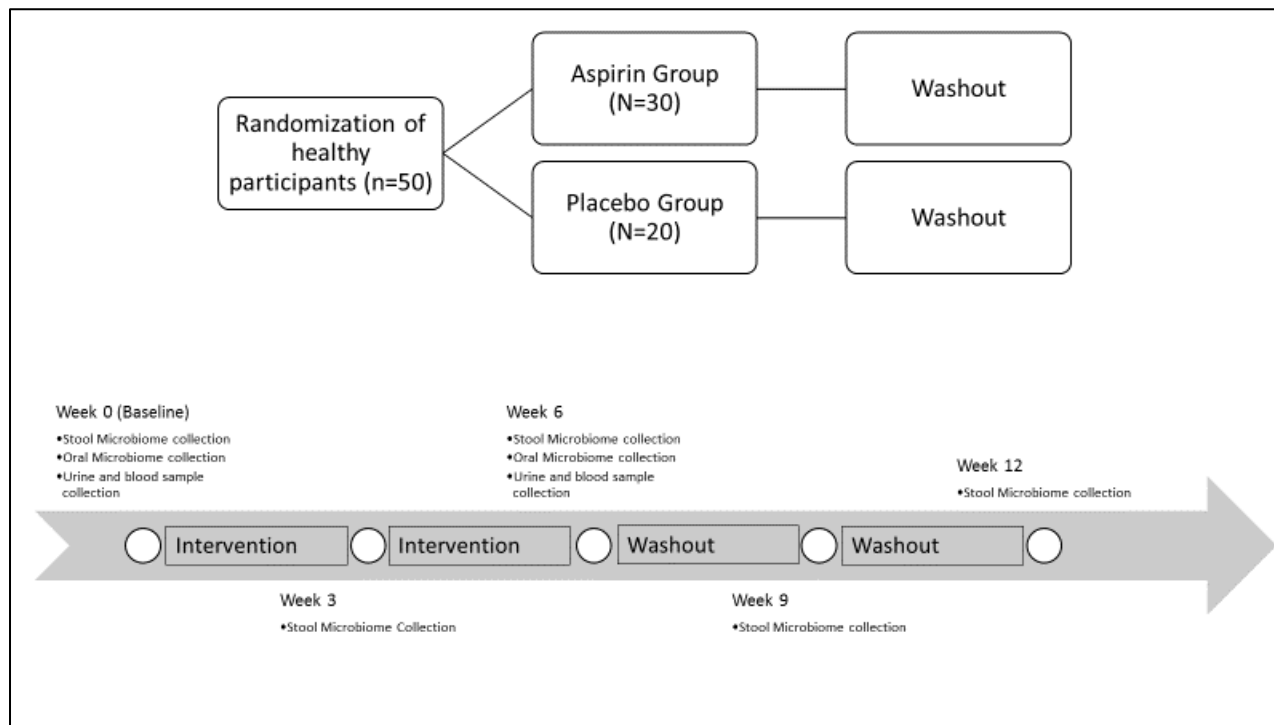 Randomization of
healthy
participants (n=50)
Aspirin Group
(N=30)
Washout
Placebo Group
(N=20)
Washout
Week 0 (Baseline)
•Stool Microbiome collection
•Oral Microbiome collection
•Urine and blood sample
collection
Week 6
•Stool Microbiome collection
•Oral Microbiome collection
•Urine and blood sample
collection
Week 12
•Stool Microbiome collection
Intervention
Intervention
Washout
Washout
Week 3
•Stool Microbiome Collection
Week 9
•Stool Microbiome collection